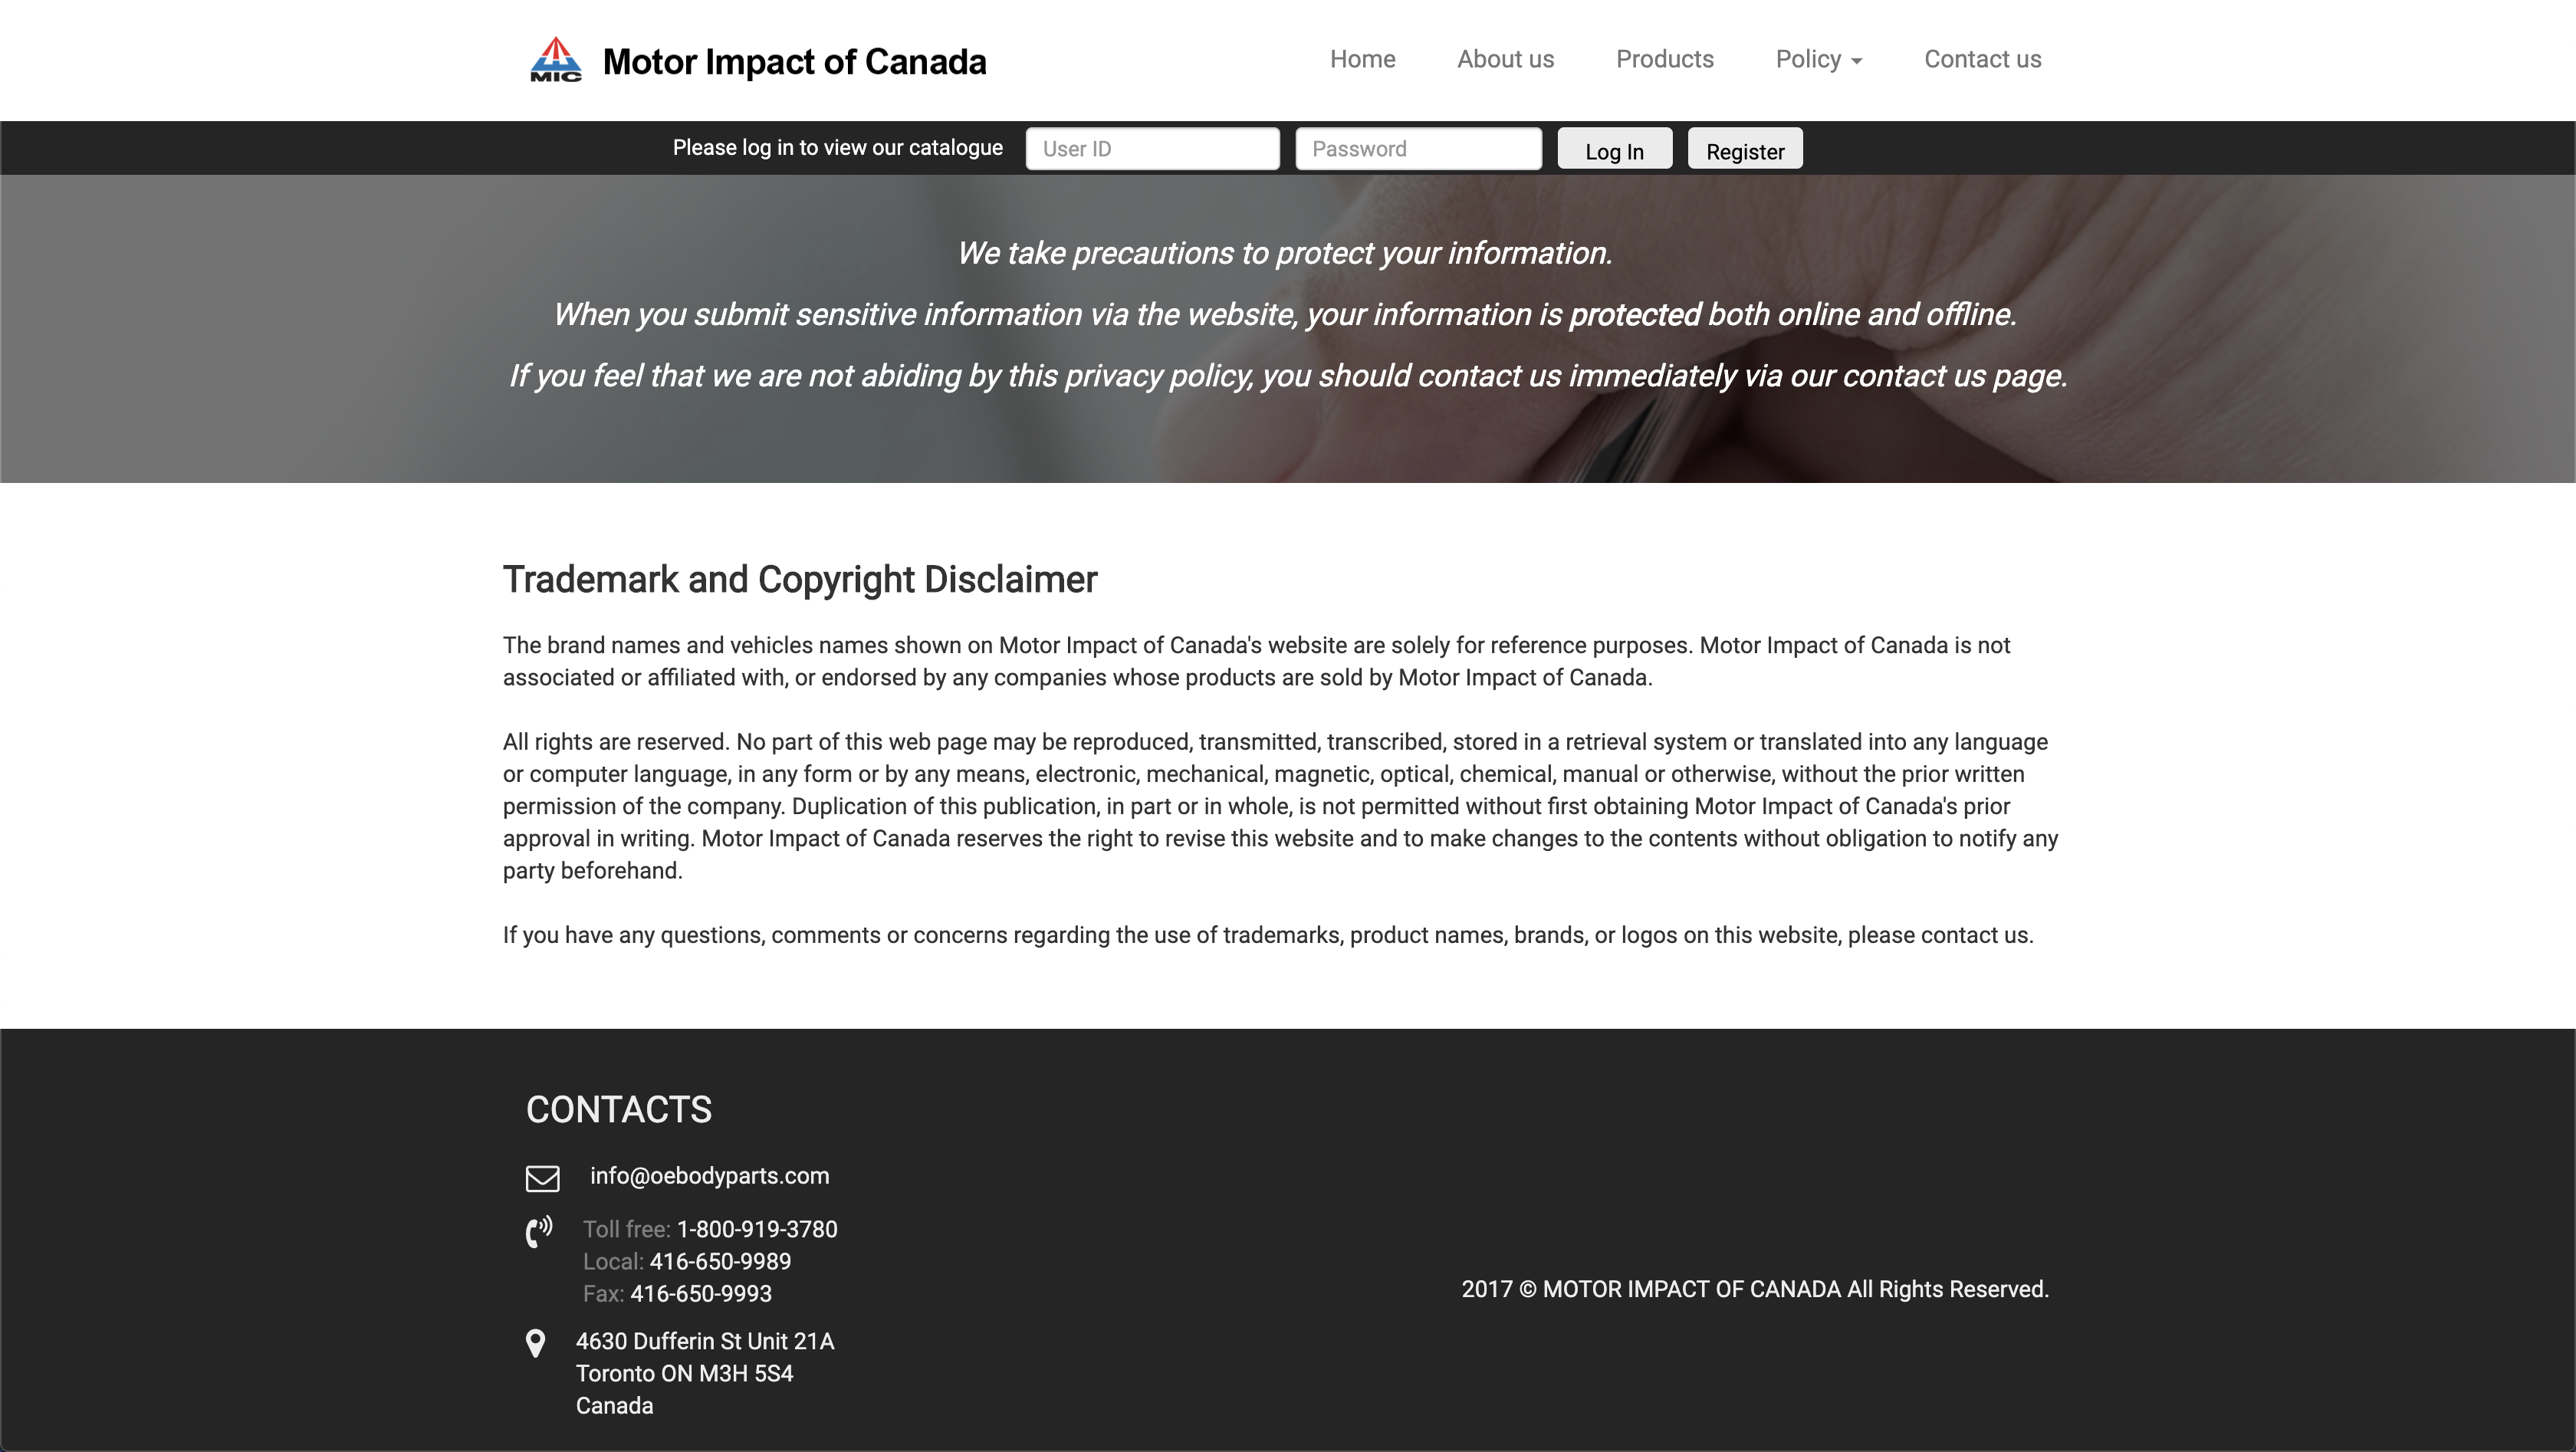 MIC
Motor Impact of Canada
Home
About us
Products
Policy
Contact us
Please log in to view our catalogue
User ID
Password
Log In
Register
We take precautions to protect your information.
When you submit sensitive information via the website, your information is protected both online and offline.
If you feel that we are not abiding by this privacy policy, you should contact us immediately via our contact us page.
Trademark and Copyright Disclaimer
The brand names and vehicles names shown on Motor Impact of Canada's website are solely for reference purposes. Motor Impact of Canada is not
associated or affiliated with, or endorsed by any companies whose products are sold by Motor Impact of Canada.
All rights are reserved. No part of this web page may be reproduced, transmitted, transcribed, stored in a retrieval system or translated into any language
or computer language, in any form or by any means, electronic, mechanical, magnetic, optical, chemical, manual or otherwise, without the prior written
permission of the company. Duplication of this publication, in part or in whole, is not permitted without first obtaining Motor Impact of Canada's prior
approval in writing. Motor Impact of Canada reserves the right to revise this website and to make changes to the contents without obligation to notify any
party beforehand.
If you have any questions, comments or concerns regarding the use of trademarks, product names, brands, or logos on this website, please contact us.
CONTACTS
info@oebodyparts.com
Toll free: 1-800-919-3780
Local: 416-650-9989
Fax: 416-650-9993
4630 Dufferin St Unit 21A
Toronto ON M3H 5S4
Canada
2017 © MOTOR IMPACT OF CANADA All Rights Reserved.